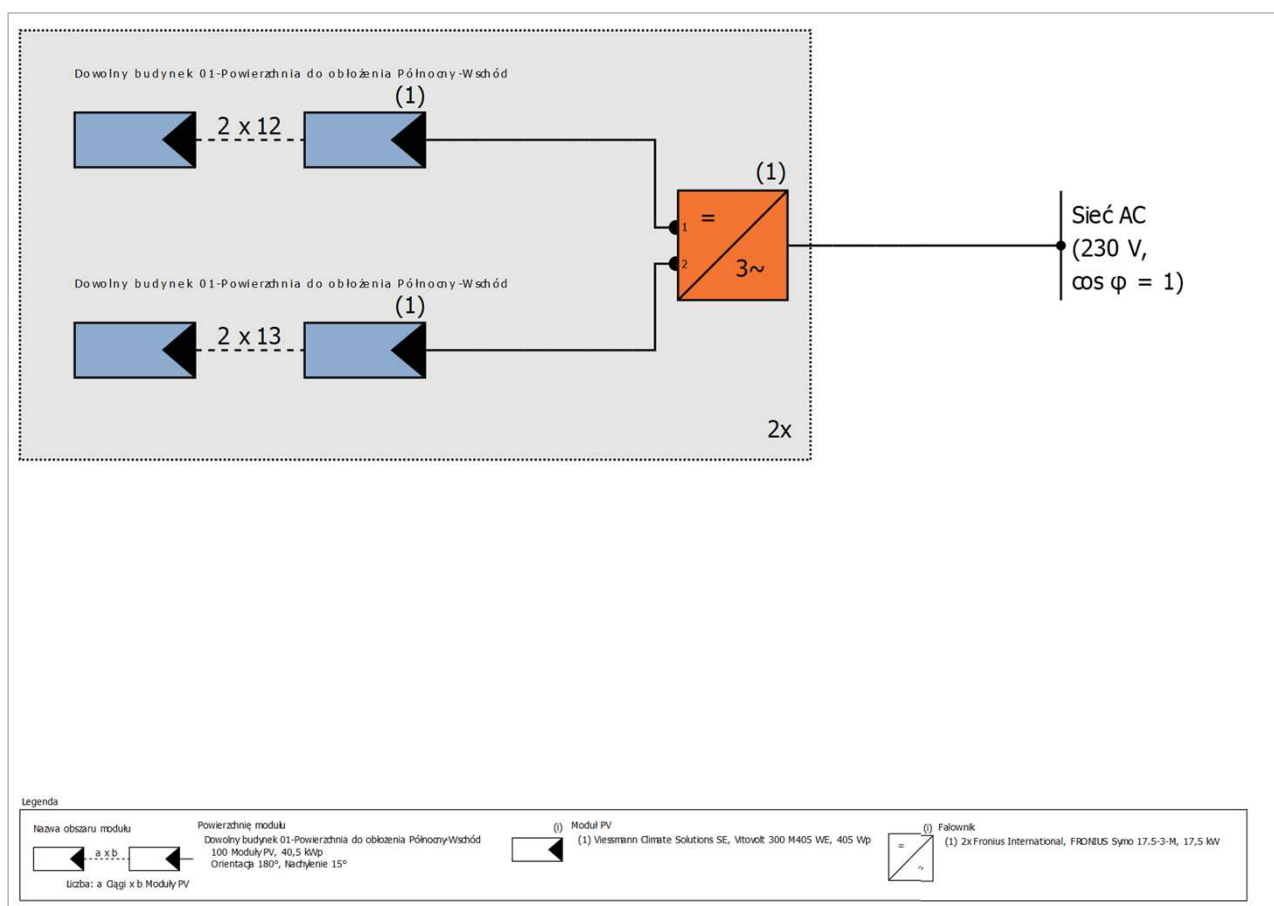 Dowolny budynek 01-Powierzchnia do obłożenia Północny-Wschód
(1)
2 x 12
(1)
1
=
2
3~
Sieć AC
(230 V,
cos φ = 1)
Dowolny budynek 01-Powierzchnia do obłożenia Północny-Wschód
(1)
2 x 13
2x
Legenda
Nazwa obszaru modułu
a x b
Liczba: a Ciągi x b Moduły PV
Powierzchnię modułu
Dowolny budynek 01-Powierzchnia do obłożenia Północny-Wschód
100 Moduły PV, 40,5 kWp
Orientacja 180°, Nachylenie 15°
(i) Moduł PV
(1) Viessmann Climate Solutions SE, Vitovolt 300 M405 WE, 405 Wp
(i) Falownik
=
~
(1) 2x Fronius International, FRONIUS Symo 17.5-3-M, 17,5 kW